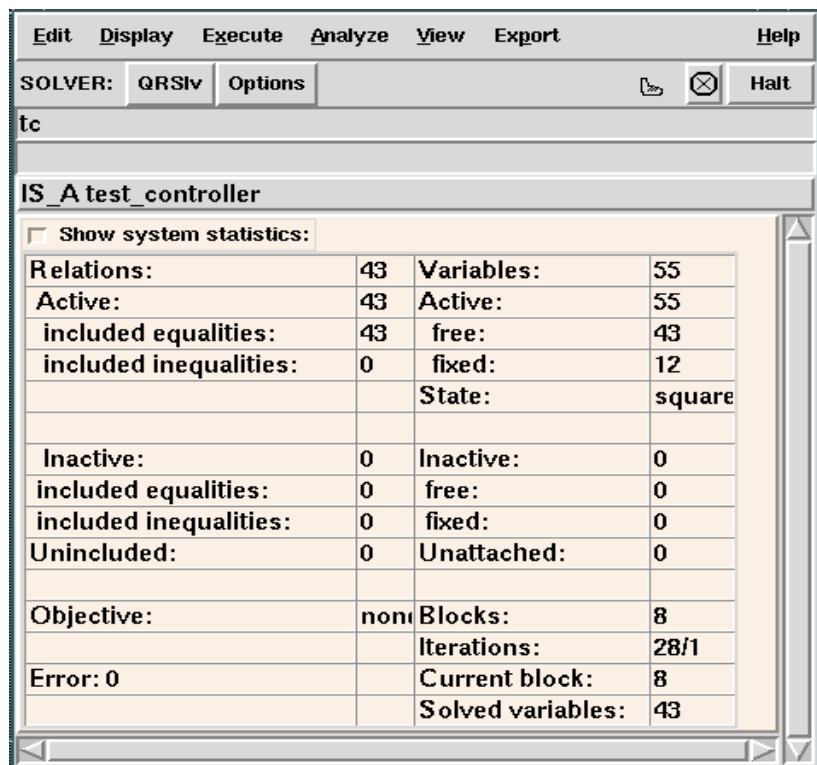 Edit Display Execute Analyze View Export Help
SOLVER: QRSlv Options Halt
tc
IS_A test_controller
Show system statistics:
Relations: 43 Variables: 55
Active: 43 Active: 55
included equalities: 43 free: 43
included inequalities: 0 fixed: 12
State: square
Inactive: 0 Inactive: 0
included equalities: 0 free: 0
included inequalities: 0 fixed: 0
Unincluded: 0 Unattached: 0
Objective: non Blocks: 8
Iterations: 28/1
Error: 0 Current block: 8
Solved variables: 43